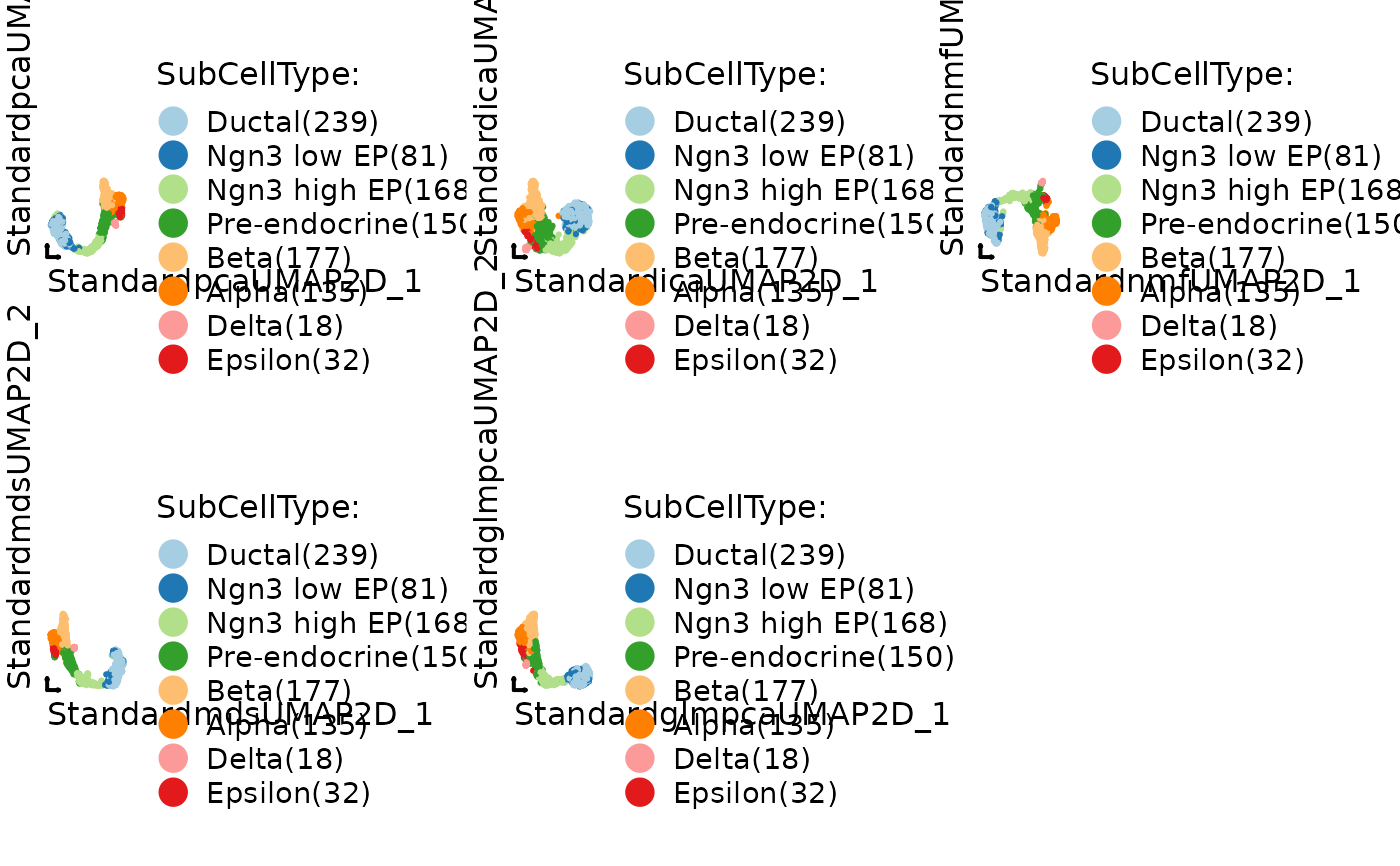 StandardpcaUMA
SubCellType:
Ductal(239)
Ngn3 low EP(81)
Ngn3 high EP(168
Pre-endocrine(150
Beta(177)
Alpha(135)
Delta(18)
Epsilon(32)
StandardpcaUMAP2D_1
StandardicaUMA
SubCellType:
Ductal(239)
Ngn3 low EP(81)
Ngn3 high EP(168
Pre-endocrine(150
Beta(177)
Alpha(135)
Delta(18)
Epsilon(32)
StandardicaUMAP2D_1
StandardnmfUM
SubCellType:
Ductal(239)
Ngn3 low EP(81)
Ngn3 high EP(168
Pre-endocrine(150
Beta(177)
Alpha(135)
Delta(18)
Epsilon(32)
StandardnmfUMAP2D_1
StandardmdsUMAP2D_2
SubCellType:
Ductal(239)
Ngn3 low EP(81)
Ngn3 high EP(168
Pre-endocrine(150
Beta(177)
Alpha(135)
Delta(18)
Epsilon(32)
StandardmdsUMAP2D_1
StandardglmpcaUMAP2D_2
SubCellType:
Ductal(239)
Ngn3 low EP(81)
Ngn3 high EP(168)
Pre-endocrine(150)
Beta(177)
Alpha(135)
Delta(18)
Epsilon(32)
StandardglmpcaUMAP2D_1